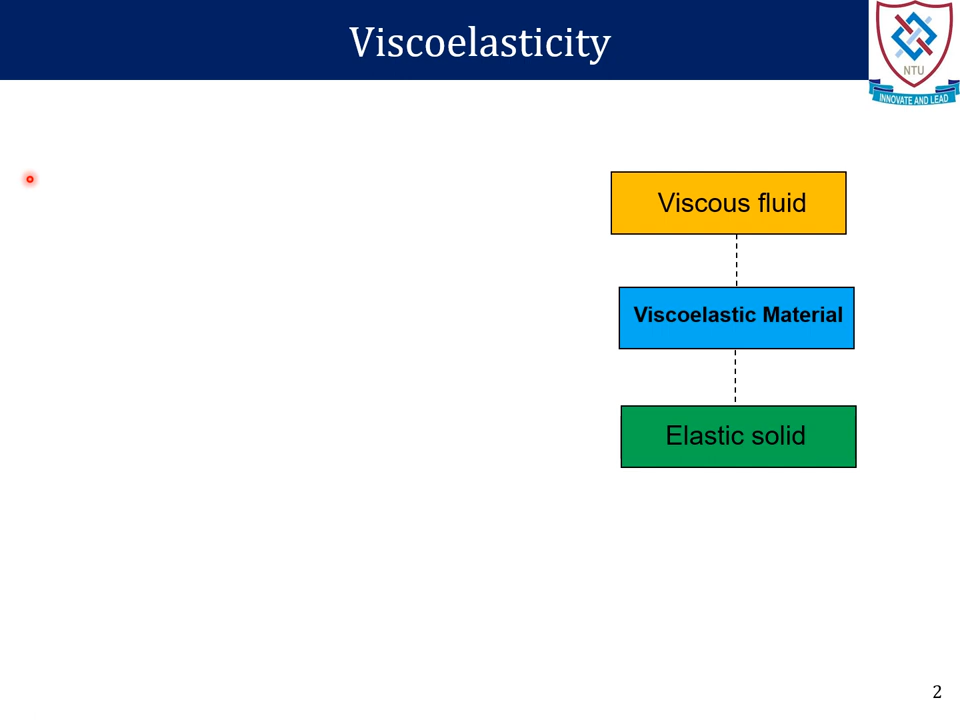 Viscoelasticity
NTU
INNOVATE AND LEAD
Viscous fluid
Viscoelastic Material
Elastic solid
2